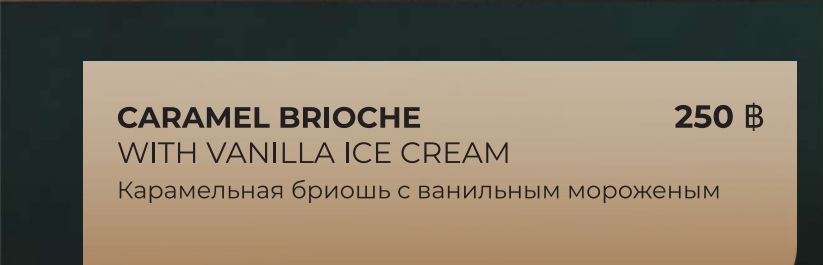 CARAMEL BRIOCHE 250 ฿
WITH VANILLA ICE CREAM
Карамельная бриошь с ванильным мороженым